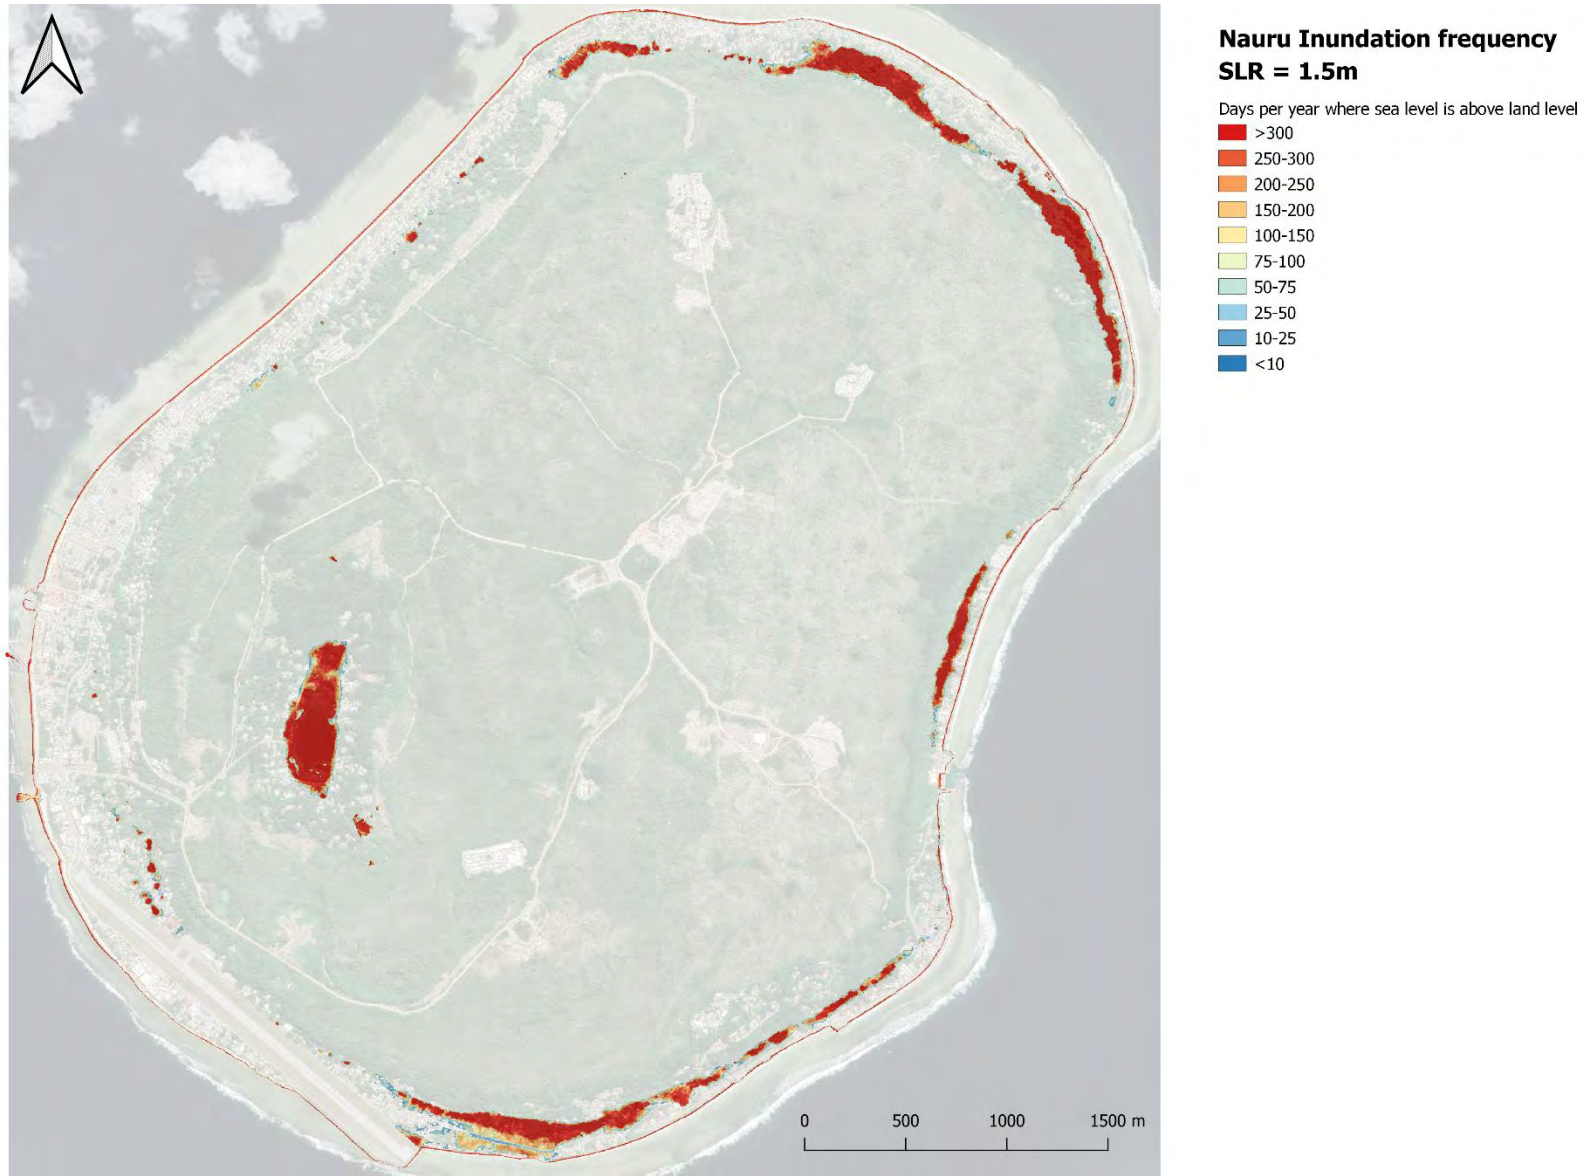 Nauru Inundation frequency
SLR = 1.5m
Days per year where sea level is above land level
>300
250-300
200-250
150-200
100-150
75-100
50-75
25-50
10-25
<10
0 500 1000 1500 m